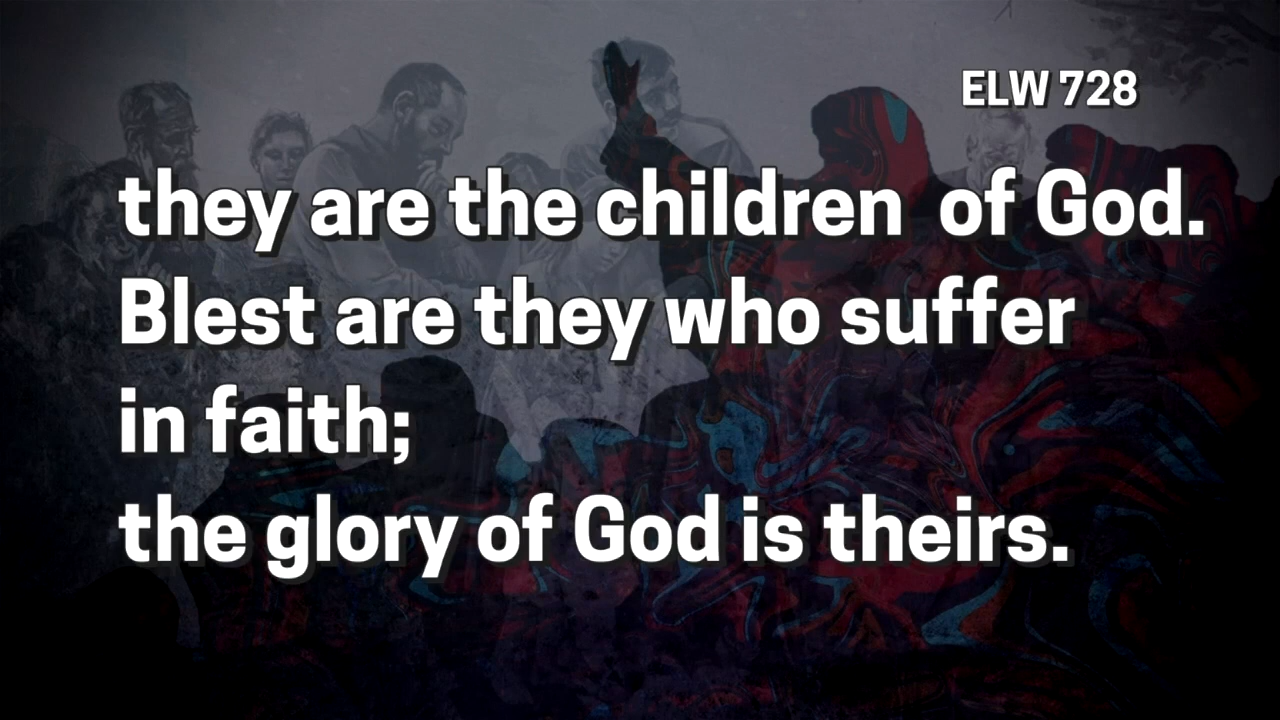 ELW 728
they are the children  of God.
Blest are they who suffer
in faith;
the glory of God is theirs.